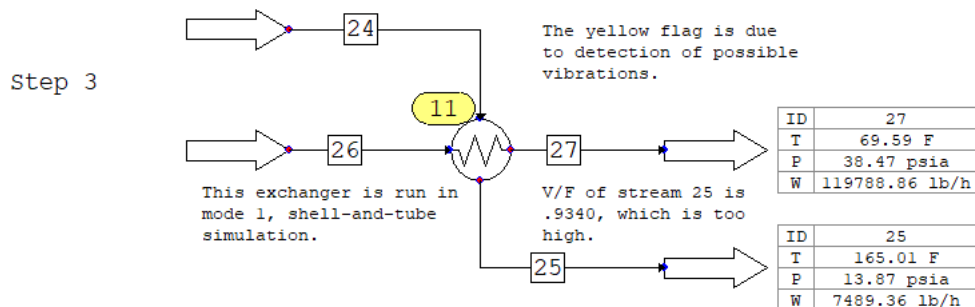 24
The yellow flag is due
to detection of possible
vibrations.
Step 3
11
26
27
ID 27
T 69.59 F
P 38.47 psia
W 119788.86 lb/h
This exchanger is run in
mode 1, shell-and-tube
simulation.
V/F of stream 25 is
.9340, which is too
high.
25
ID 25
T 165.01 F
P 13.87 psia
W 7489.36 lb/h